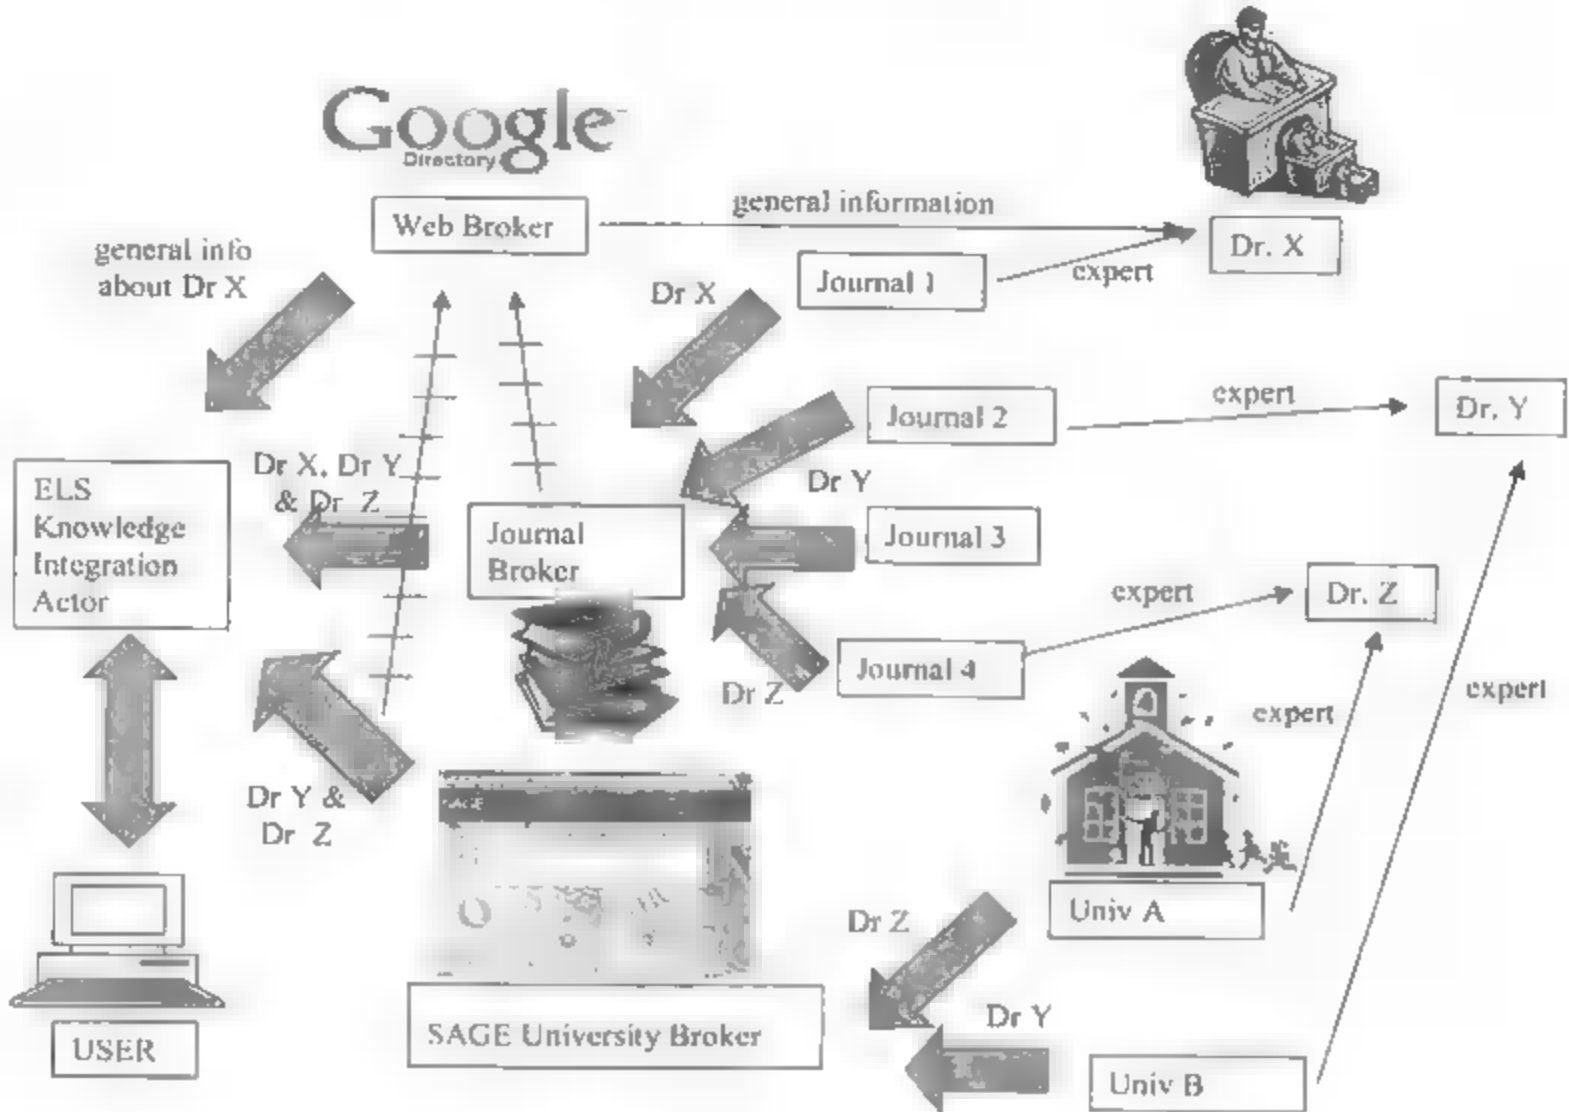 Google
Directory
Web Broker
general information
Dr. X
general info
about Dr X
Journal 1
expert
Dr X
Journal 2
expert
Dr. Y
Dr X, Dr Y
& Dr Z
Dr Y
ELS
Knowledge
Integration
Actor
Journal
Broker
Journal 3
expert
Dr. Z
Journal 4
Dr Z
expert
expert
Dr Y &
Dr Z
SAGE
Univ A
Dr Z
SAGE University Broker
Dr Y
USER
Univ B